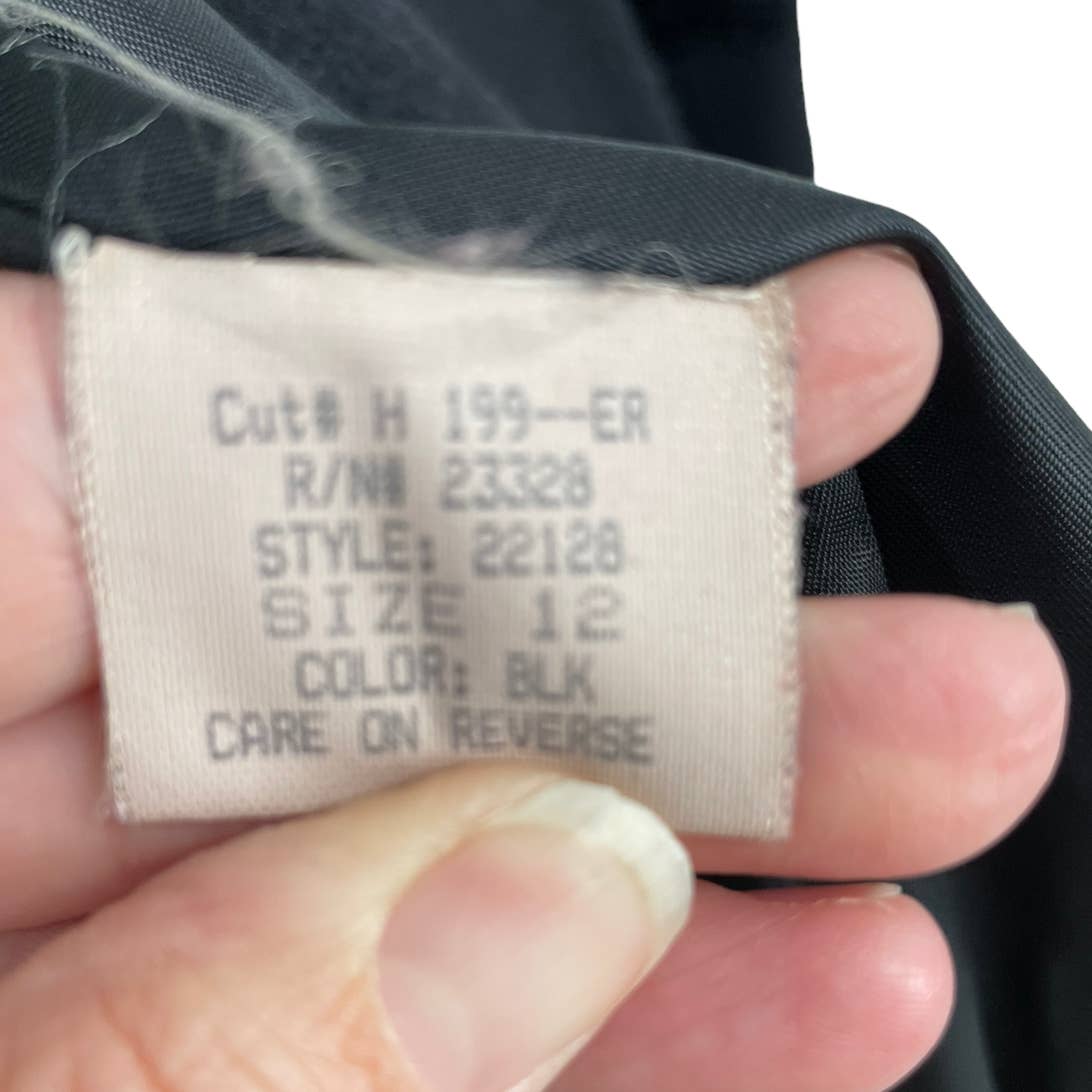 Cut# H 199--ER
R/N# 23328
STYLE: 22128
SIZE 12
COLOR: BLK
CARE ON REVERSE